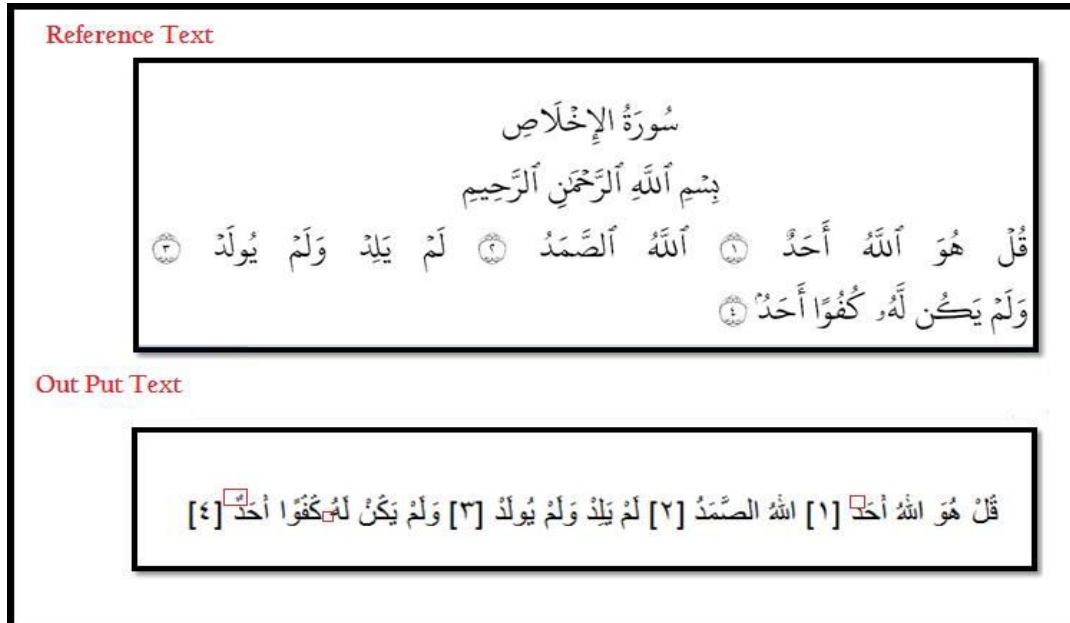 Reference Text
سُورَةُ الإِخْلَاصِ
بِسْمِ ٱللَّهِ ٱلرَّحْمَٰنِ ٱلرَّحِيمِ
قُلْ هُوَ ٱللَّهُ أَحَدٌ ۝١ ٱللَّهُ ٱلصَّمَدُ ۝٢ لَمْ يَلِدْ وَلَمْ يُولَدْ ۝٣
وَلَمْ يَكُن لَّهُۥ كُفُوًا أَحَدُۢ ۝٤
Out Put Text
قُلْ هُوَ اللهُ أَحَدٌ [١] اللهُ الصَّمَدُ [٢] لَمْ يَلِدْ وَلَمْ يُولَدْ [٣] وَلَمْ يَكُنْ لَهُ كُفُوًا أَحَدٌ [٤]